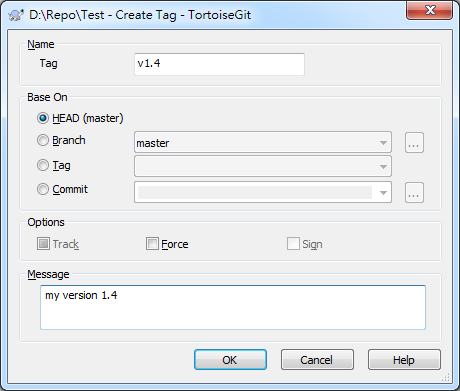 D:\Repo\Test - Create Tag - TortoiseGit
Name
Tag v1.4
Base On
HEAD (master)
Branch master ...
Tag
Commit ...
Options
Track Force Sign
Message
my version 1.4
OK Cancel Help